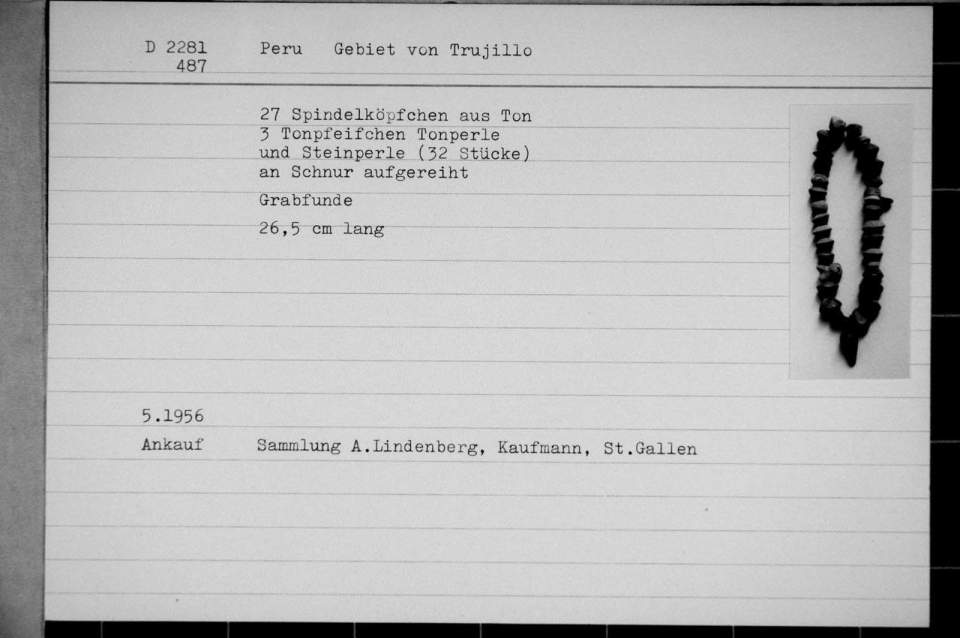 D 2281 Peru Gebiet von Trujillo
487
27 Spindelköpfchen aus Ton
3 Tonpfeifchen Tonperle
und Steinperle (32 Stücke)
an Schnur aufgereiht
Grabfunde
26,5 cm lang
5.1956
Ankauf Sammlung A.Lindenberg, Kaufmann, St.Gallen